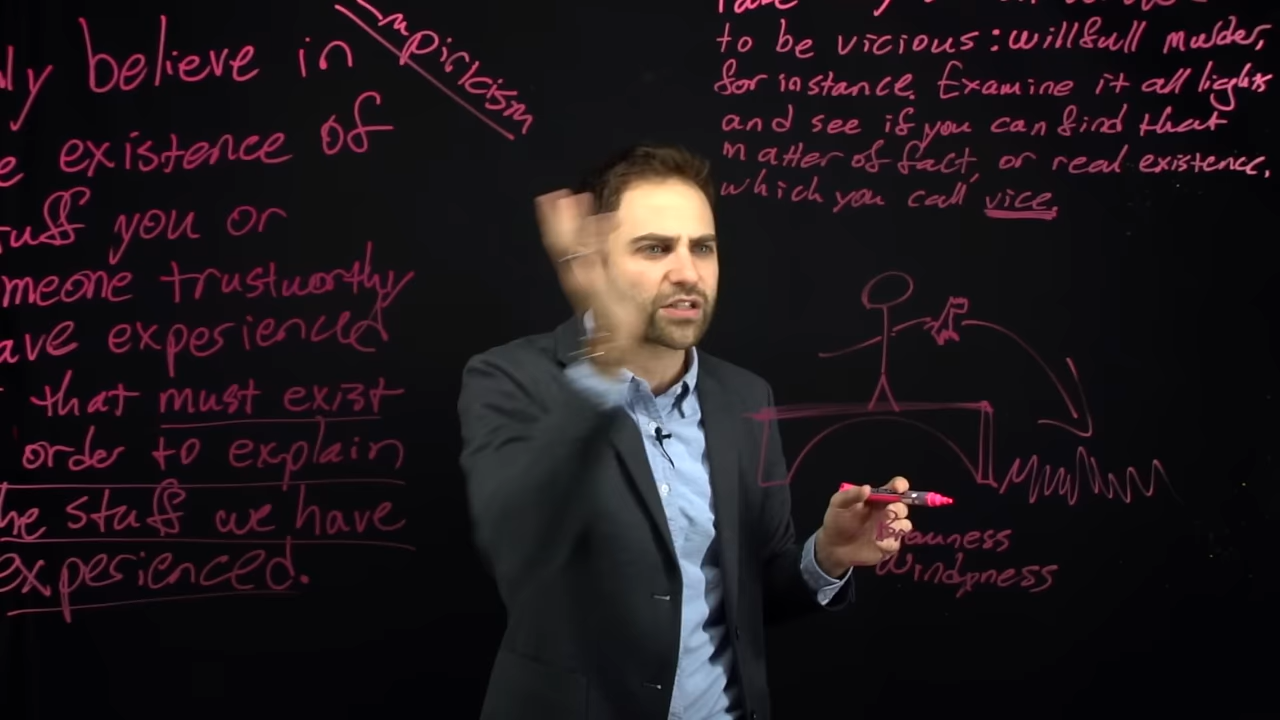 ly believe in
e existence of
tuff you or
meone trustworthy
ave experienced
that must exist
order to explain
he stuff we have
experienced.
mpiricism
to be vicious: willfull murder,
for instance. Examine it all lights
and see if you can find that
matter of fact, or real existence,
which you call vice.